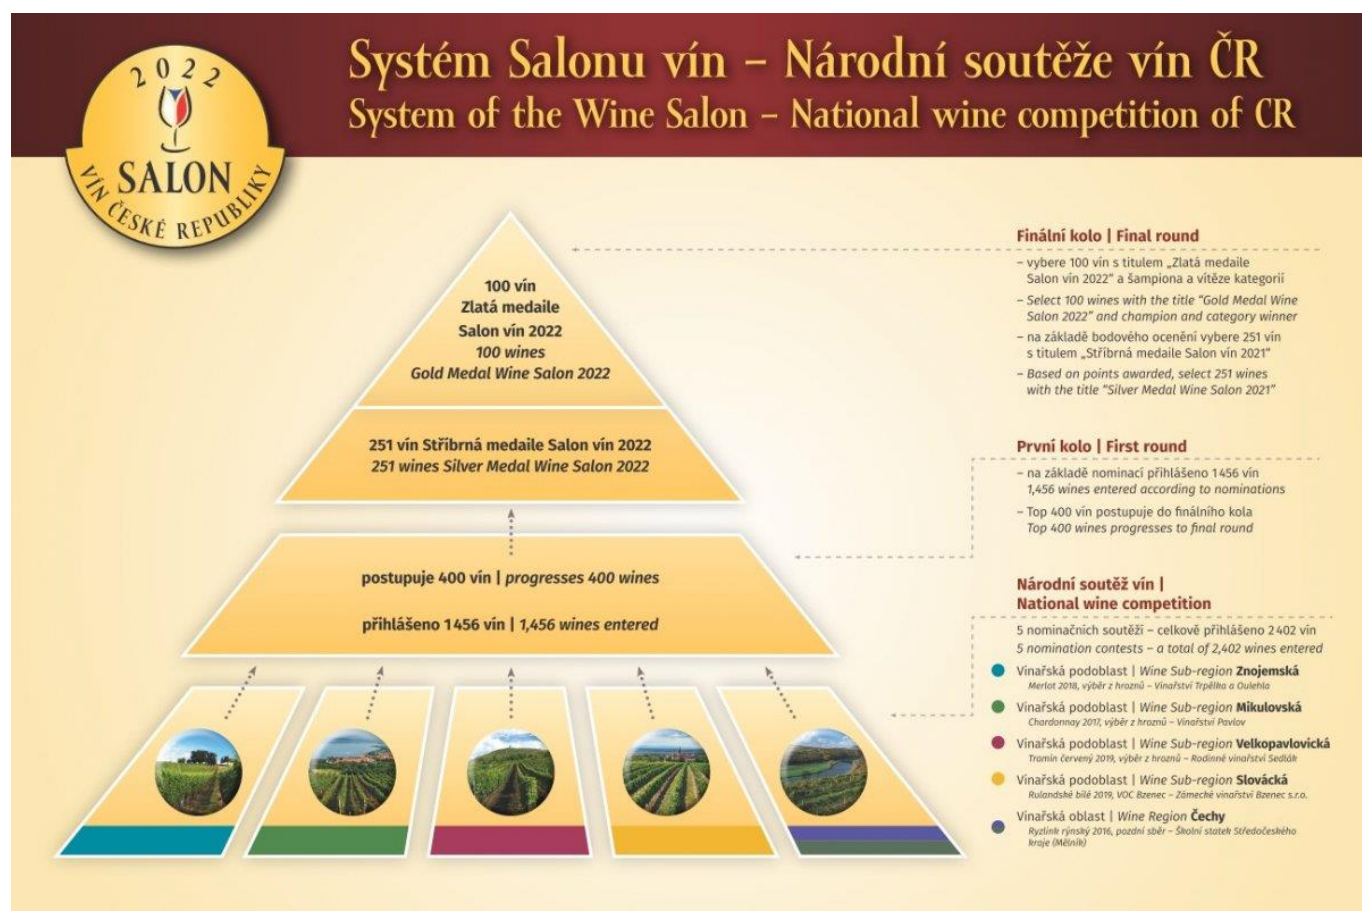 2022
SALON
VÍN ČESKÉ REPUBLIKY
Systém Salonu vín – Národní soutěže vín ČR
System of the Wine Salon – National wine competition of CR
100 vín
Zlatá medaile
Salon vín 2022
100 wines
Gold Medal Wine Salon 2022
251 vín Stříbrná medaile Salon vín 2022
251 wines Silver Medal Wine Salon 2022
postupuje 400 vín | progresses 400 wines
přihlášeno 1456 vín | 1,456 wines entered
Finální kolo | Final round
– vybere 100 vín s titulem „Zlatá medaile
Salon vín 2022“ a šampiona a vítěze kategorií
– Select 100 wines with the title “Gold Medal Wine
Salon 2022” and champion and category winner
– na základě bodového ocenění vybere 251 vín
s titulem „Stříbrná medaile Salon vín 2021“
– Based on points awarded, select 251 wines
with the title “Silver Medal Wine Salon 2021”
První kolo | First round
– na základě nominací přihlášeno 1456 vín
1,456 wines entered according to nominations
– Top 400 vín postupuje do finálního kola
Top 400 wines progresses to final round
Národní soutěž vín |
National wine competition
5 nominačních soutěží – celkově přihlášeno 2402 vín
5 nomination contests – a total of 2,402 wines entered
Vinařská podoblast | Wine Sub-region Znojemská
Merlot 2018, výběr z hroznů – Vinařství Trpělka a Oulehla
Vinařská podoblast | Wine Sub-region Mikulovská
Chardonnay 2017, výběr z hroznů – Vinařství Pavlov
Vinařská podoblast | Wine Sub-region Velkopavlovická
Tramín červený 2019, výběr z hroznů – Rodinné vinařství Sedlák
Vinařská podoblast | Wine Sub-region Slovácká
Rulandské bílé 2019, VOC Bzenec – Zámecké vinařství Bzenec s.r.o.
Vinařská oblast | Wine Region Čechy
Ryzlink rýnský 2016, pozdní sběr – Školní statek Středočeského
kraje (Mělník)